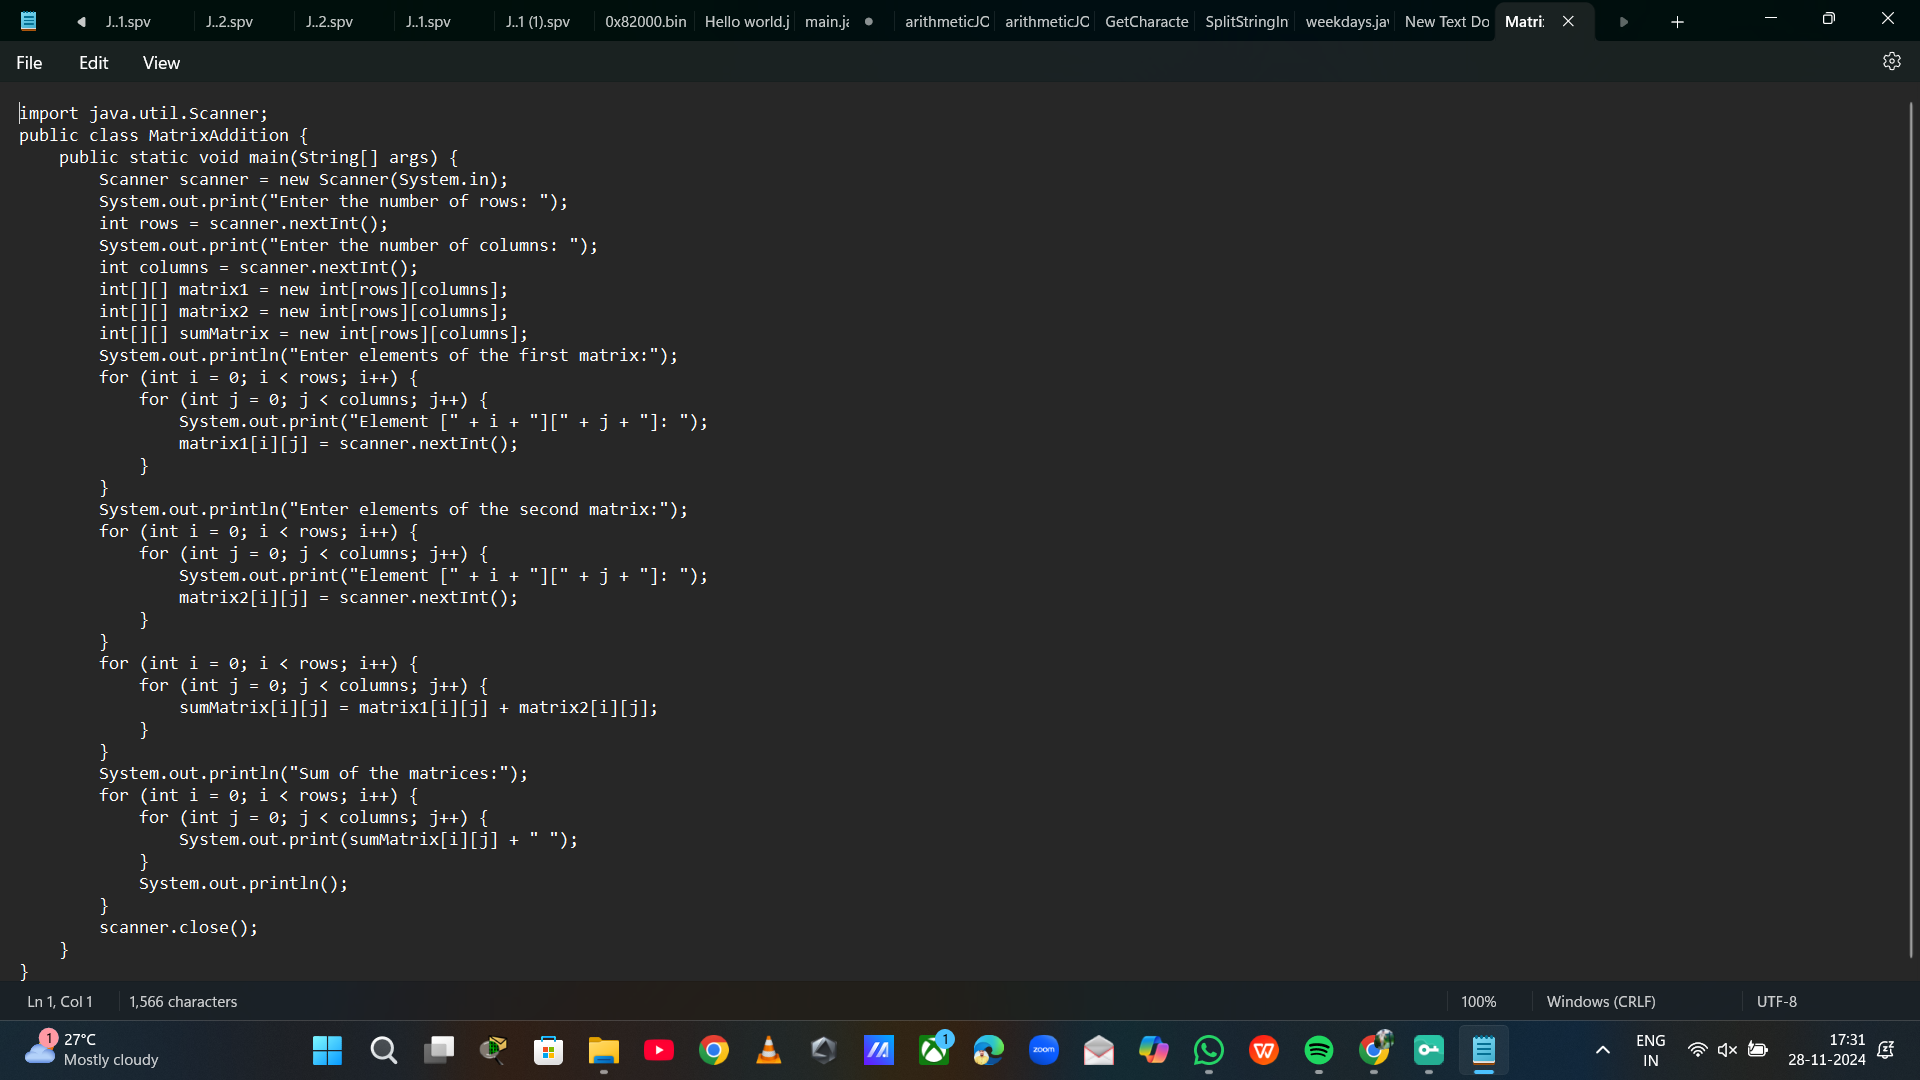 J..1.spv J..2.spv J..2.spv J..1.spv J..1 (1).spv 0x82000.bin Hello world.j main.ja arithmeticJC arithmeticJC GetCharacte SplitStringIn weekdays.jav New Text Do Matri:
File Edit View
import java.util.Scanner;
public class MatrixAddition {
    public static void main(String[] args) {
        Scanner scanner = new Scanner(System.in);
        System.out.print("Enter the number of rows: ");
        int rows = scanner.nextInt();
        System.out.print("Enter the number of columns: ");
        int columns = scanner.nextInt();
        int[][] matrix1 = new int[rows][columns];
        int[][] matrix2 = new int[rows][columns];
        int[][] sumMatrix = new int[rows][columns];
        System.out.println("Enter elements of the first matrix:");
        for (int i = 0; i < rows; i++) {
            for (int j = 0; j < columns; j++) {
                System.out.print("Element [" + i + "][" + j + "]: ");
                matrix1[i][j] = scanner.nextInt();
            }
        }
        System.out.println("Enter elements of the second matrix:");
        for (int i = 0; i < rows; i++) {
            for (int j = 0; j < columns; j++) {
                System.out.print("Element [" + i + "][" + j + "]: ");
                matrix2[i][j] = scanner.nextInt();
            }
        }
        for (int i = 0; i < rows; i++) {
            for (int j = 0; j < columns; j++) {
                sumMatrix[i][j] = matrix1[i][j] + matrix2[i][j];
            }
        }
        System.out.println("Sum of the matrices:");
        for (int i = 0; i < rows; i++) {
            for (int j = 0; j < columns; j++) {
                System.out.print(sumMatrix[i][j] + " ");
            }
            System.out.println();
        }
        scanner.close();
    }
}
Ln 1, Col 1 1,566 characters 100% Windows (CRLF) UTF-8
1 27°C
Mostly cloudy
1
zoom
W
ENG
IN
17:31
28-11-2024